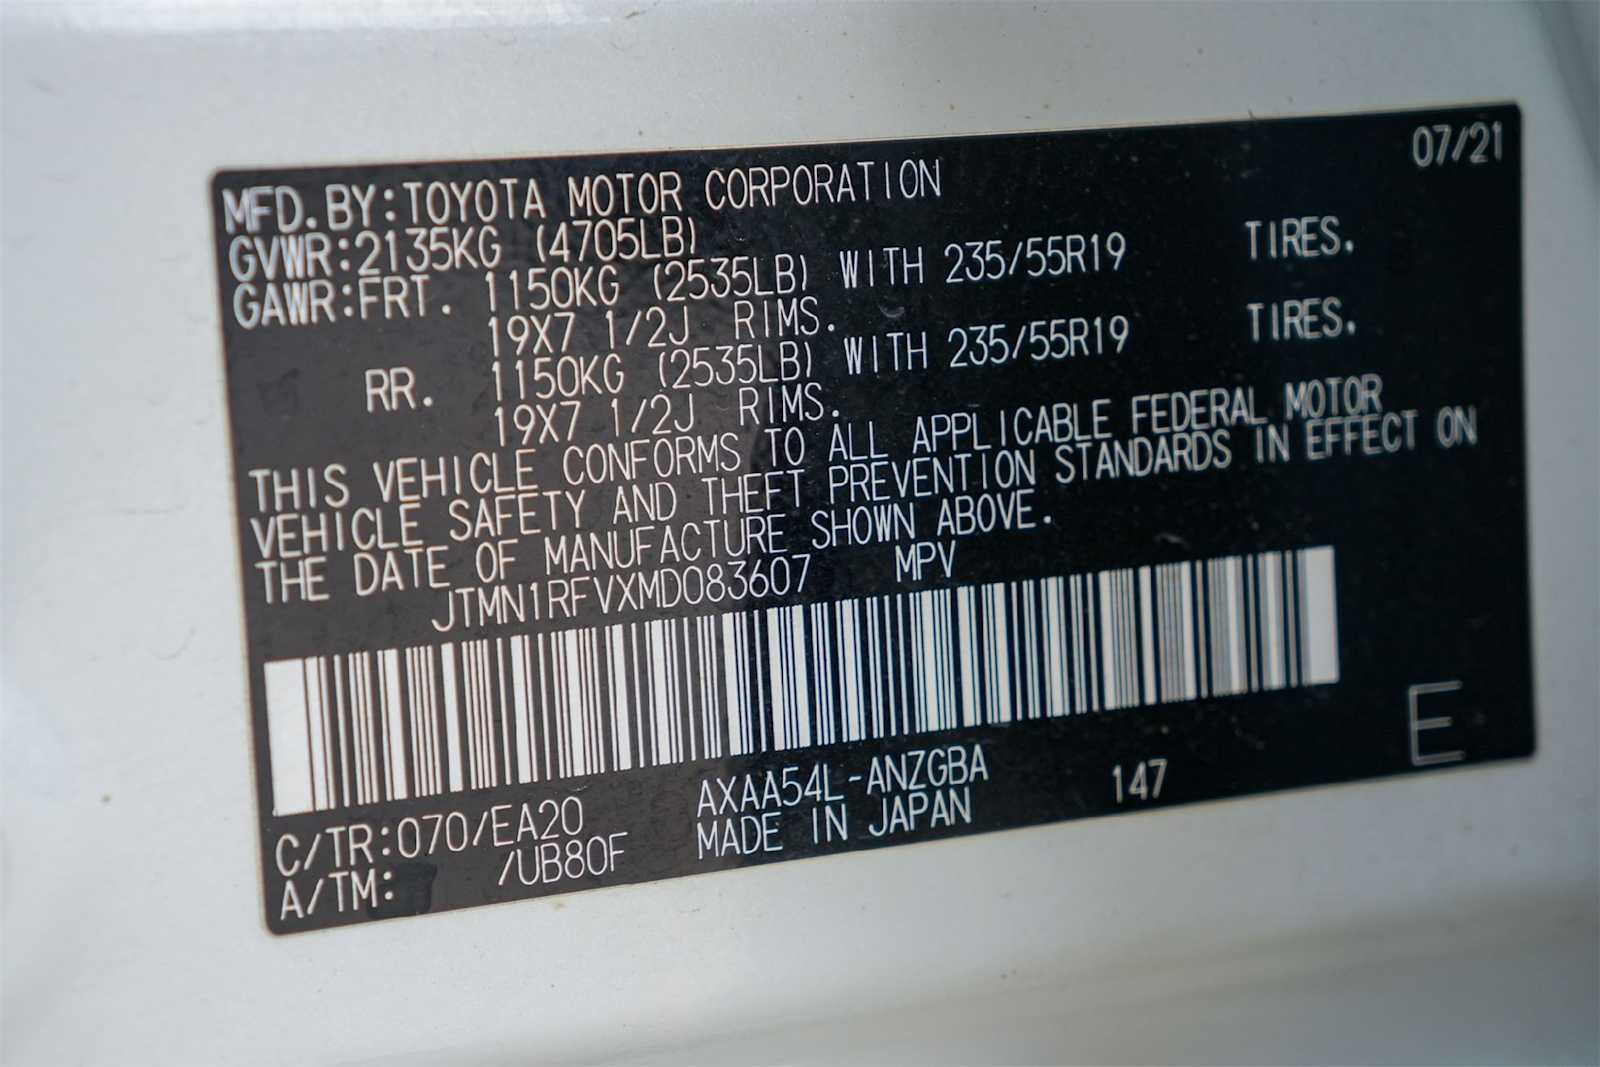 07/21
MFD.BY:TOYOTA MOTOR CORPORATION
GVWR:2135KG (4705LB)
GAWR:FRT. 1150KG (2535LB) WITH 235/55R19 TIRES.
19X7 1/2J RIMS.
RR. 1150KG (2535LB) WITH 235/55R19 TIRES.
19X7 1/2J RIMS.
THIS VEHICLE CONFORMS TO ALL APPLICABLE FEDERAL MOTOR
VEHICLE SAFETY AND THEFT PREVENTION STANDARDS IN EFFECT ON
THE DATE OF MANUFACTURE SHOWN ABOVE.
JTMN1RFVXMD083607 MPV
E
C/TR:070/EA20 AXAA54L-ANZGBA 147
A/TM: /UB80F MADE IN JAPAN